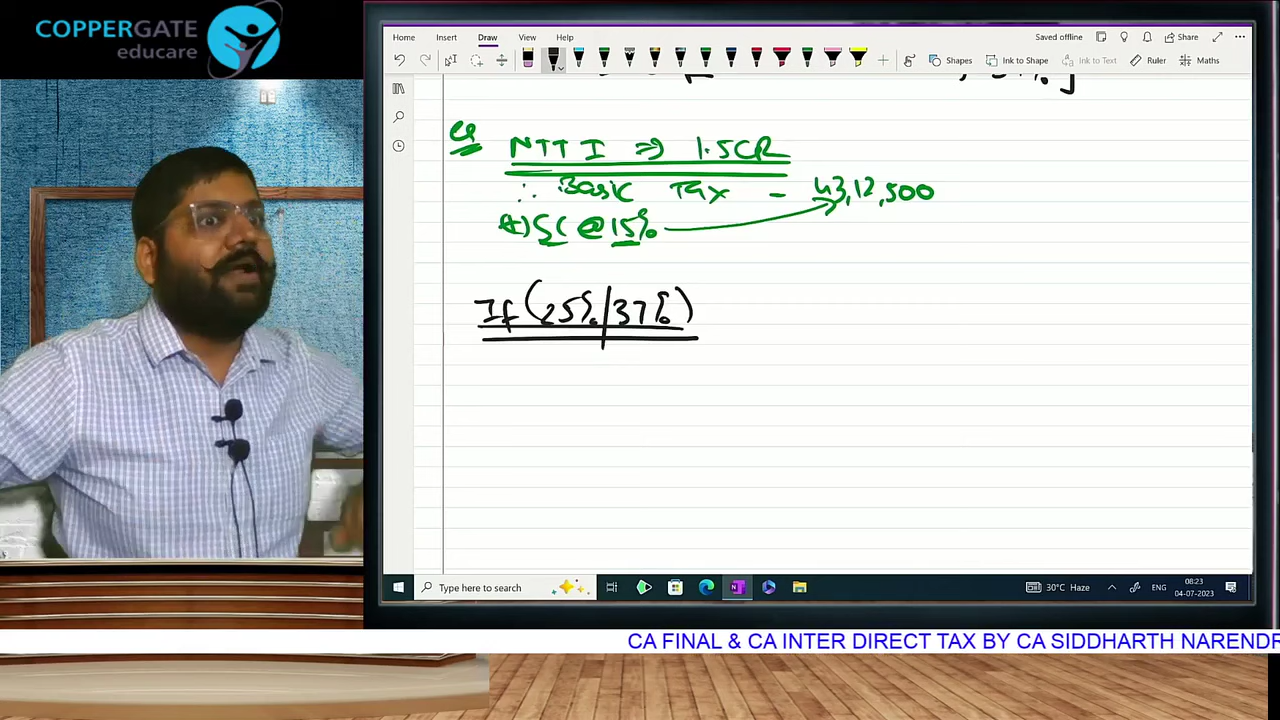 COPPERGATE
educare
Home Insert Draw View Help
Saved offline
Share
Shapes Ink to Shape Ink to Text Ruler Maths
Eg NTTI ⇒ 1.5CR
∴ Basic Tax - 43,12,500
(+) SC @ 15%
If (25%/37%)
Type here to search
30°C Haze
ENG
08:23
04-07-2023
CA FINAL & CA INTER DIRECT TAX BY CA SIDDHARTH NARENDR